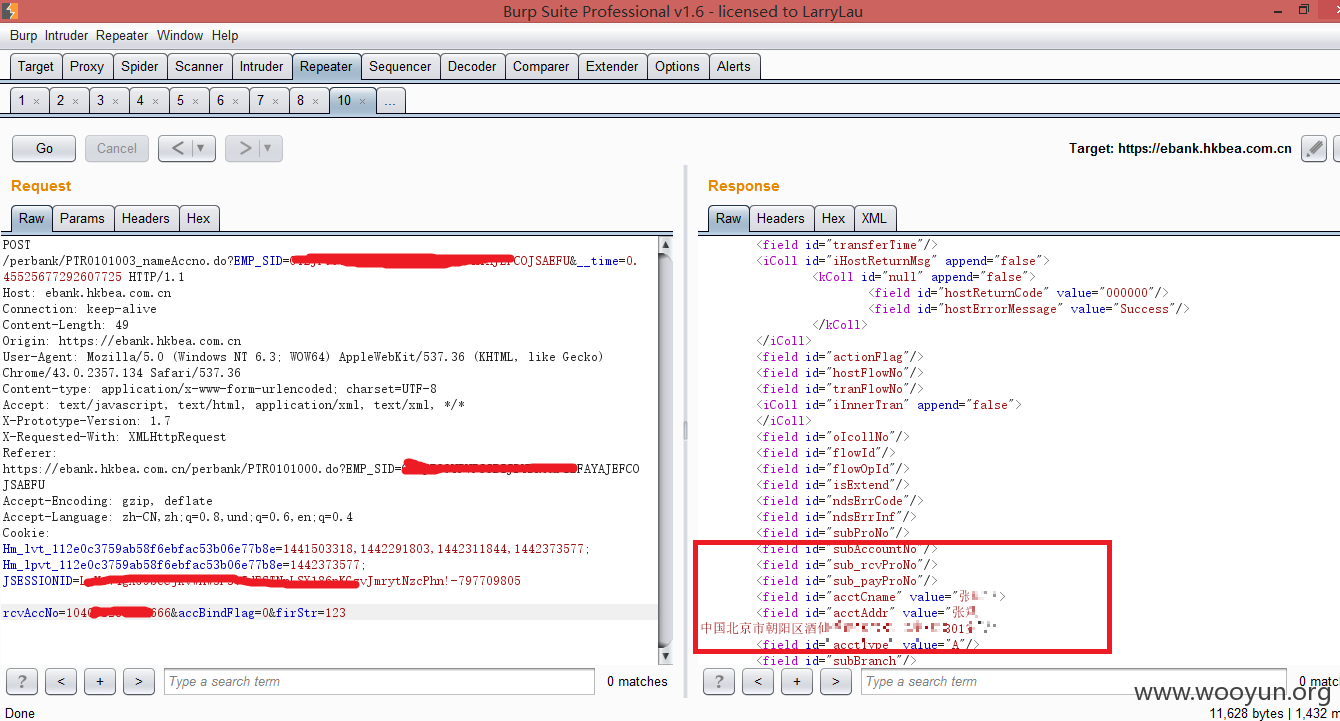 Burp Suite Professional v1.6 - licensed to LarryLau
Burp Intruder Repeater Window Help
Target Proxy Spider Scanner Intruder Repeater Sequencer Decoder Comparer Extender Options Alerts
1 × 2 × 3 × 4 × 5 × 6 × 7 × 8 × 10 × ...
Go Cancel < ▼ > ▼ Target: https://ebank.hkbea.com.cn
Request
Raw Params Headers Hex
POST
/perbank/PTR0101003_nameAccno.do?EMP_SID= COJSAEFU&__time=0.
45525677292607725 HTTP/1.1
Host: ebank.hkbea.com.cn
Connection: keep-alive
Content-Length: 49
Origin: https://ebank.hkbea.com.cn
User-Agent: Mozilla/5.0 (Windows NT 6.3; WOW64) AppleWebKit/537.36 (KHTML, like Gecko)
Chrome/43.0.2357.134 Safari/537.36
Content-type: application/x-www-form-urlencoded; charset=UTF-8
Accept: text/javascript, text/html, application/xml, text/xml, */*
X-Prototype-Version: 1.7
X-Requested-With: XMLHttpRequest
Referer:
https://ebank.hkbea.com.cn/perbank/PTR0101000.do?EMP_SID= FAYAJEFCO
JSAEFU
Accept-Encoding: gzip, deflate
Accept-Language: zh-CN,zh;q=0.8,und;q=0.6,en;q=0.4
Cookie:
Hm_lvt_112e0c3759ab58f6ebfac53b06e77b8e=1441503318,1442291803,1442311844,1442373577;
Hm_lpvt_112e0c3759ab58f6ebfac53b06e77b8e=1442373577;
JSESSIONID= vJmrytNzcPhn!-797709805
rcvAccNo=104 666&accBindFlag=0&firStr=123
? < + > Type a search term 0 matches
Response
Raw Headers Hex XML
<field id="transferTime"/>
<iColl id="iHostReturnMsg" append="false">
<kColl id="null" append="false">
<field id="hostReturnCode" value="000000"/>
<field id="hostErrorMessage" value="Success"/>
</kColl>
</iColl>
<field id="actionFlag"/>
<field id="hostFlowNo"/>
<field id="tranFlowNo"/>
<iColl id="iInnerTran" append="false">
</iColl>
<field id="oIcollNo"/>
<field id="flowId"/>
<field id="flowOpId"/>
<field id="isExtend"/>
<field id="ndsErrCode"/>
<field id="ndsErrInf"/>
<field id="subProNo"/>
<field id="subAccountNo"/>
<field id="sub_rcvProNo"/>
<field id="sub_payProNo"/>
<field id="acctCname" value="张 >
<field id="acctAddr" value="张
中国北京市朝阳区酒仙 301
<field id="acctType" value="A"/>
<field id="subBranch"/>
? < + > Type a search term 0 matc
www.wooyun.org
Done 11,628 bytes | 1,432 m